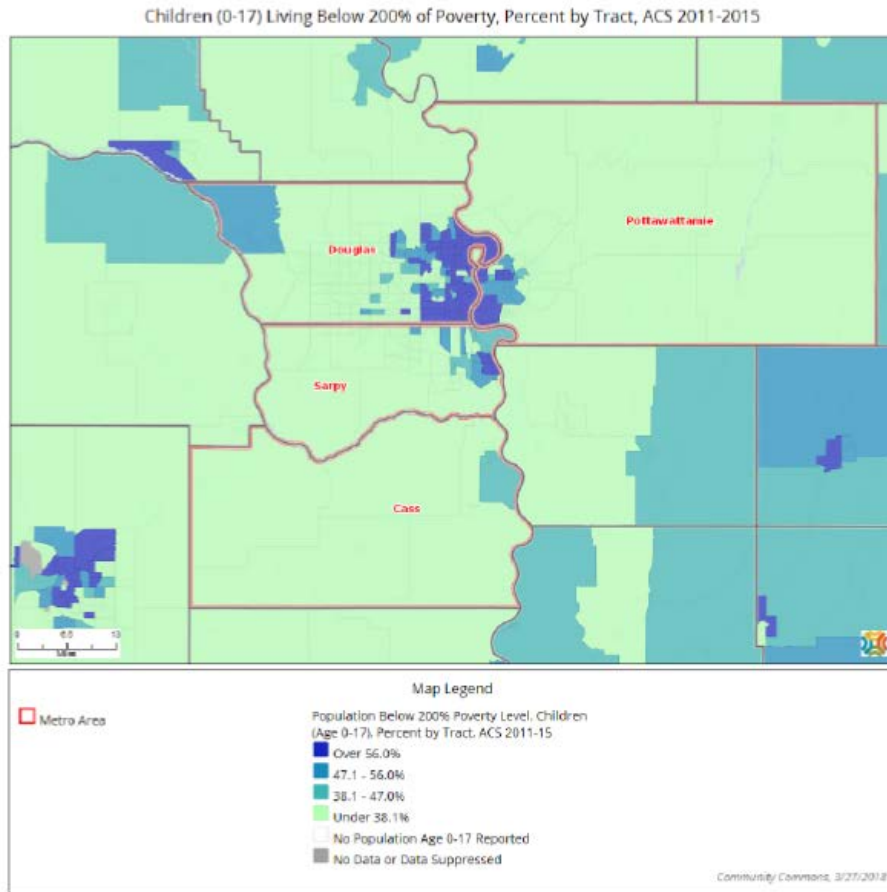 Children (0-17) Living Below 200% of Poverty, Percent by Tract, ACS 2011-2015
Pottawattamie
Douglas
Sarpy
Cass
Map Legend
Metro Area
Population Below 200% Poverty Level, Children
(Age 0-17), Percent by Tract, ACS 2011-15
Over 56.0%
47.1 - 56.0%
38.1 - 47.0%
Under 38.1%
No Population Age 0-17 Reported
No Data or Data Suppressed
Community Commons, 3/27/2018